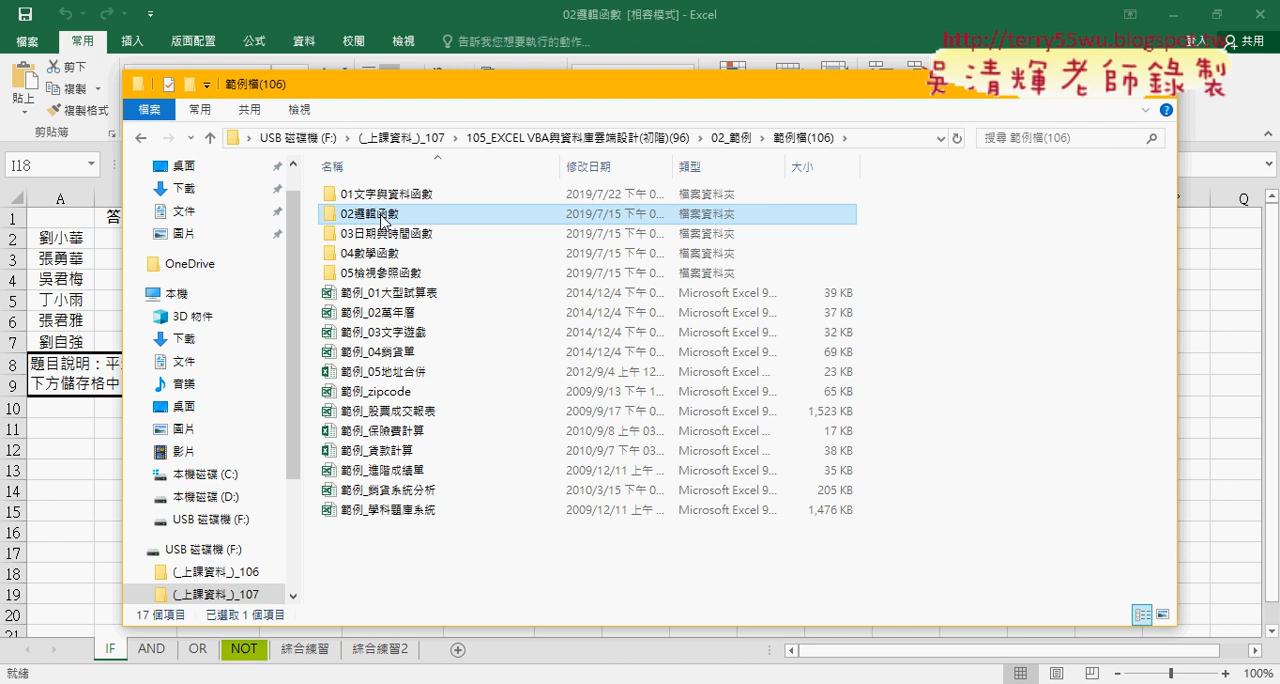 02邏輯函數 [相容模式] - Excel
檔案 常用 插入 版面配置 公式 資料 校閱 檢視 告訴我您想要執行的動作... 登入 共用
http://terry55wu.blogspot.tw
吳清輝老師錄製
貼上 剪下
複製
複製格式
剪貼簿
範例檔(106)
檔案 常用 共用 檢視
USB 磁碟機 (F:) (_上課資料_)_107 105_EXCEL VBA與資料庫雲端設計(初階)(96) 02_範例 範例檔(106)
搜尋 範例檔(106)
I18
A Q
1 答
2 劉小華
3 張勇華
4 吳君梅
5 丁小雨
6 張君雅
7 劉自強
8 題目說明：平
9 下方儲存格中
10
11
12
13
14
15
16
17
18
19
20
21
桌面
下載
文件
圖片
OneDrive
本機
3D 物件
下載
文件
音樂
桌面
圖片
影片
本機磁碟 (C:)
本機磁碟 (D:)
USB 磁碟機 (F:)
USB 磁碟機 (F:)
(_上課資料_)_106
(_上課資料_)_107
名稱 修改日期 類型 大小
01文字與資料函數 2019/7/22 下午 0... 檔案資料夾
02邏輯函數 2019/7/15 下午 0... 檔案資料夾
03日期與時間函數 2019/7/15 下午 0... 檔案資料夾
04數學函數 2019/7/15 下午 0... 檔案資料夾
05檢視參照函數 2019/7/15 下午 0... 檔案資料夾
範例_01大型試算表 2014/12/4 下午 0... Microsoft Excel 9... 39 KB
範例_02萬年曆 2014/12/4 下午 0... Microsoft Excel 9... 37 KB
範例_03文字遊戲 2014/12/4 下午 0... Microsoft Excel 9... 32 KB
範例_04銷貨單 2014/12/4 下午 0... Microsoft Excel 9... 69 KB
範例_05地址合併 2012/9/4 上午 12... Microsoft Excel ... 23 KB
範例_zipcode 2009/9/13 下午 1... Microsoft Excel 9... 65 KB
範例_股票成交報表 2009/9/17 下午 0... Microsoft Excel 9... 1,523 KB
範例_保險費計算 2010/9/8 上午 03... Microsoft Excel ... 17 KB
範例_貸款計算 2010/9/7 下午 03... Microsoft Excel ... 38 KB
範例_進階成績單 2009/12/11 上午 ... Microsoft Excel 9... 35 KB
範例_銷貨系統分析 2010/3/15 下午 0... Microsoft Excel 9... 205 KB
範例_學科題庫系統 2009/12/11 上午 ... Microsoft Excel 9... 1,476 KB
17 個項目 已選取 1 個項目
IF AND OR NOT 綜合練習 綜合練習2
就緒 100%